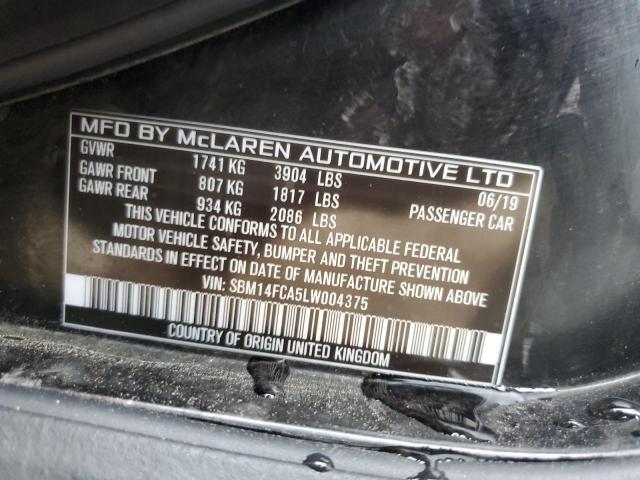 MFD BY McLAREN AUTOMOTIVE LTD
GVWR 1741 KG 3904 LBS 06/19
GAWR FRONT 807 KG 1817 LBS
GAWR REAR 934 KG 2086 LBS PASSENGER CAR
THIS VEHICLE CONFORMS TO ALL APPLICABLE FEDERAL
MOTOR VEHICLE SAFETY, BUMPER AND THEFT PREVENTION
STANDARDS IN EFFECT ON DATE OF MANUFACTURE SHOWN ABOVE
VIN: SBM14FCA5LW004375
COUNTRY OF ORIGIN UNITED KINGDOM